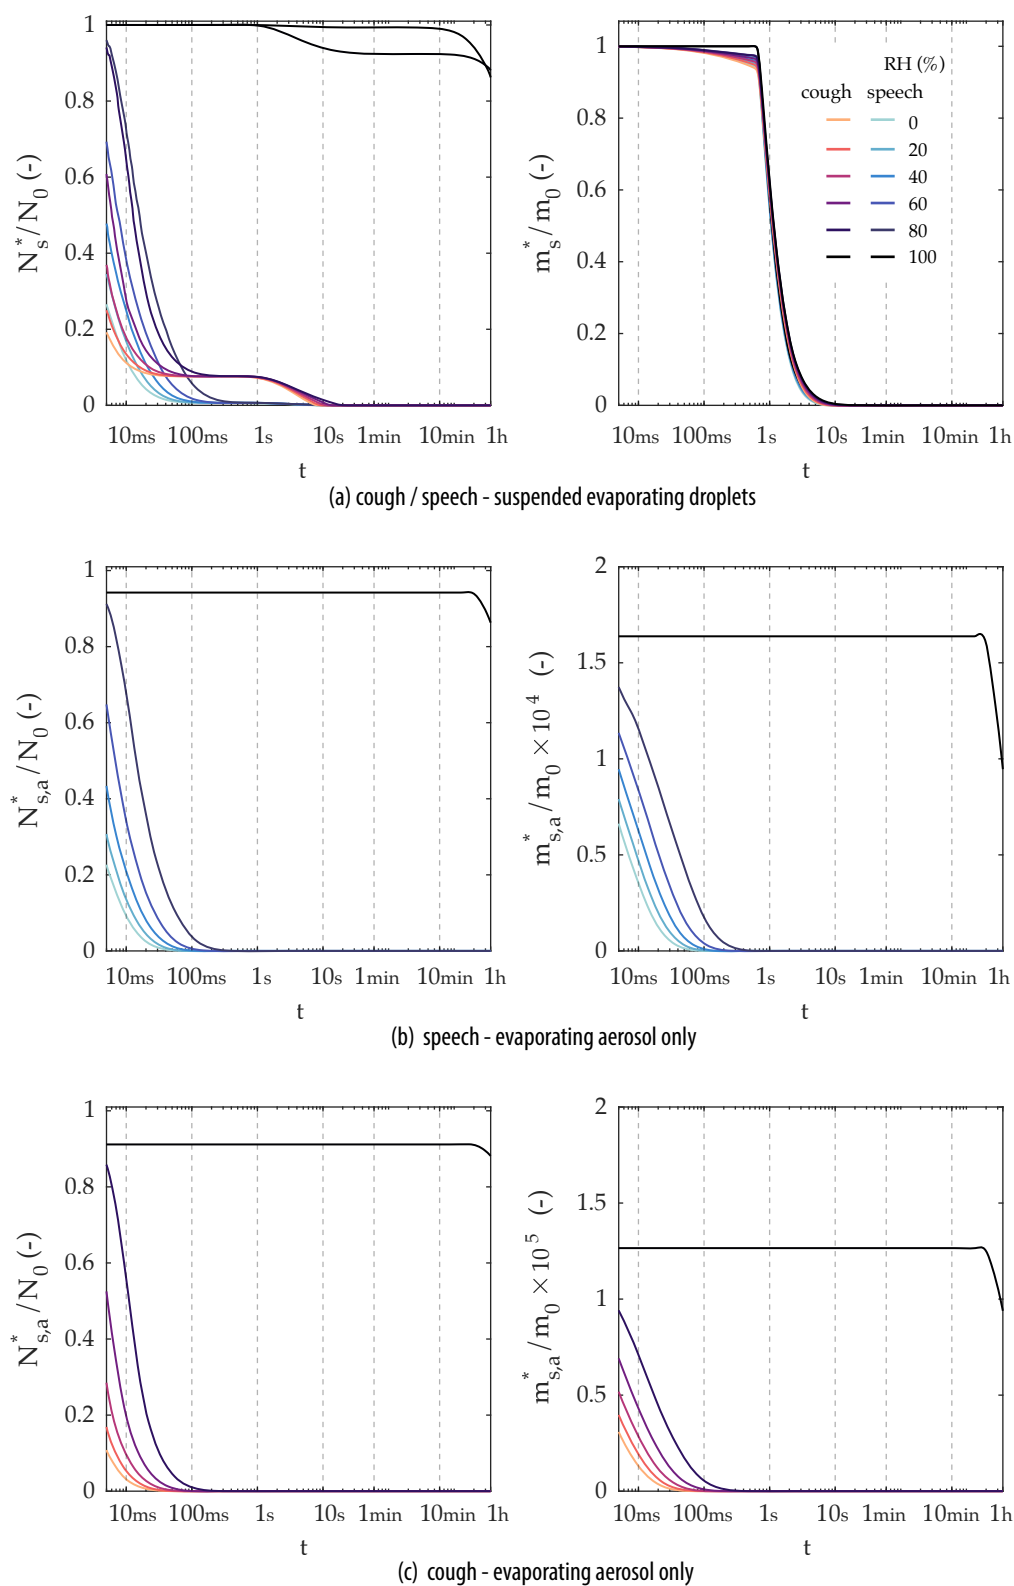 1
0.8
0.6
0.4
0.2
0
N*s/N0 (-)
10ms 100ms 1s 10s 1min 10min 1h
t
1
0.8
0.6
0.4
0.2
0
m*s/m0 (-)
RH (%)
cough speech
0
20
40
60
80
100
10ms 100ms 1s 10s 1min 10min 1h
t
(a) cough / speech - suspended evaporating droplets
1
0.8
0.6
0.4
0.2
0
N*s,a/N0 (-)
10ms 100ms 1s 10s 1min 10min 1h
t
2
1.5
1
0.5
0
m*s,a/m0 ×10^4 (-)
10ms 100ms 1s 10s 1min 10min 1h
t
(b) speech - evaporating aerosol only
1
0.8
0.6
0.4
0.2
0
N*s,a/N0 (-)
10ms 100ms 1s 10s 1min 10min 1h
t
2
1.5
1
0.5
0
m*s,a/m0 ×10^5 (-)
10ms 100ms 1s 10s 1min 10min 1h
t
(c) cough - evaporating aerosol only